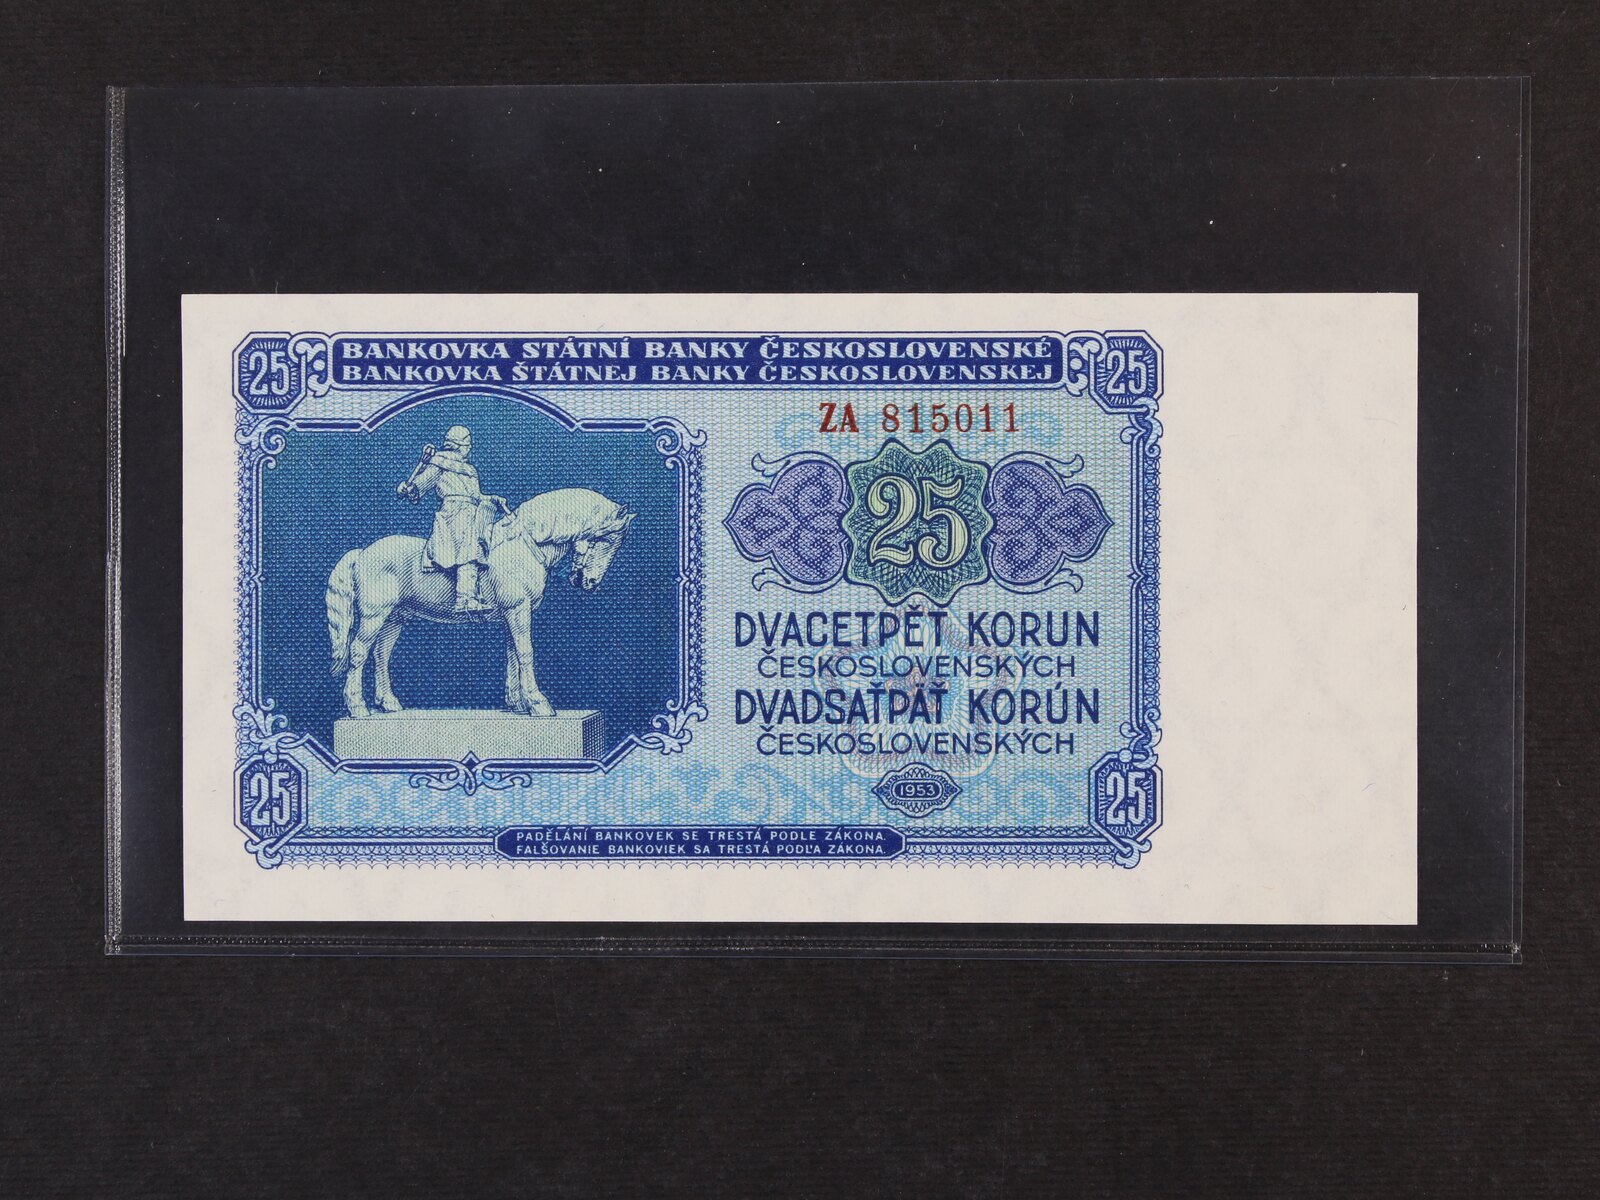 25 BANKOVKA STÁTNÍ BANKY ČESKOSLOVENSKÉ 25
BANKOVKA ŠTÁTNEJ BANKY ČESKOSLOVENSKEJ
ZA 815011
25
DVACETPĚT KORUN
ČESKOSLOVENSKÝCH
DVADSAŤPÄŤ KORÚN
ČESKOSLOVENSKÝCH
1953
25 25
PADĚLÁNÍ BANKOVEK SE TRESTÁ PODLE ZÁKONA.
FALŠOVANIE BANKOVIEK SA TRESTÁ PODĽA ZÁKONA.